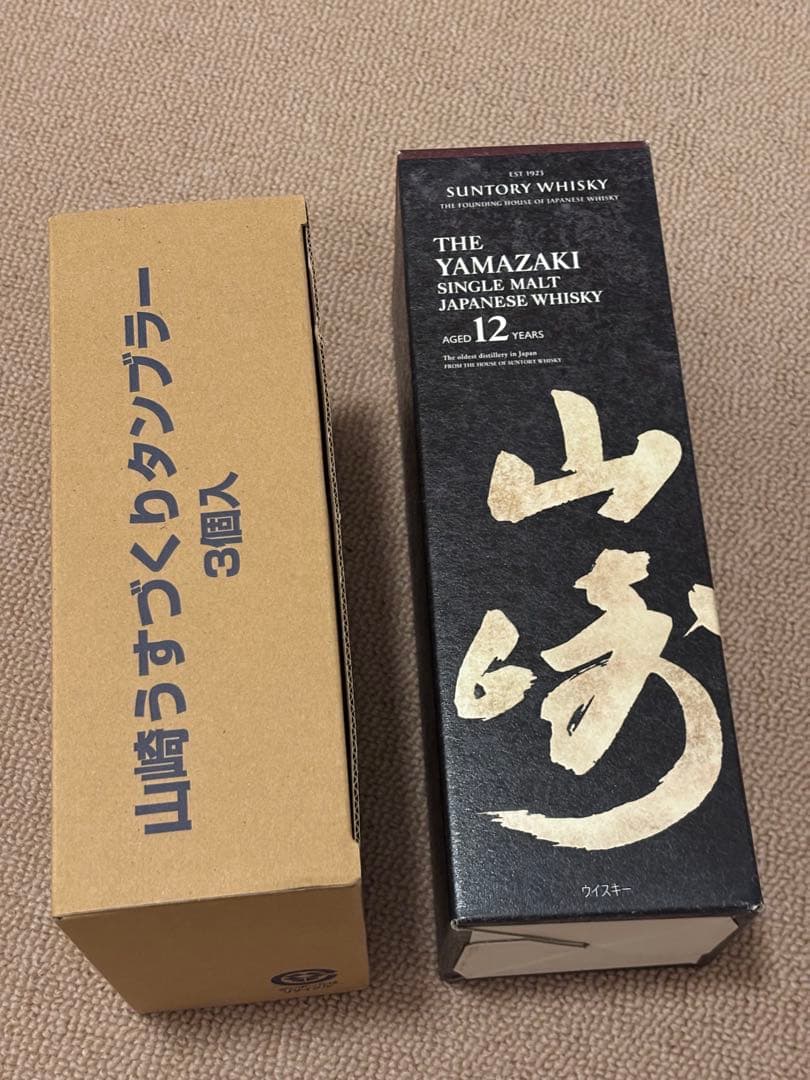 山崎うすづくりタンブラー
3個入
EST 1923
SUNTORY WHISKY
THE FOUNDING HOUSE OF JAPANESE WHISKY
THE
YAMAZAKI
SINGLE MALT
JAPANESE WHISKY
AGED 12 YEARS
The oldest distillery in Japan
FROM THE HOUSE OF SUNTORY WHISKY
山
崎
ウイスキー